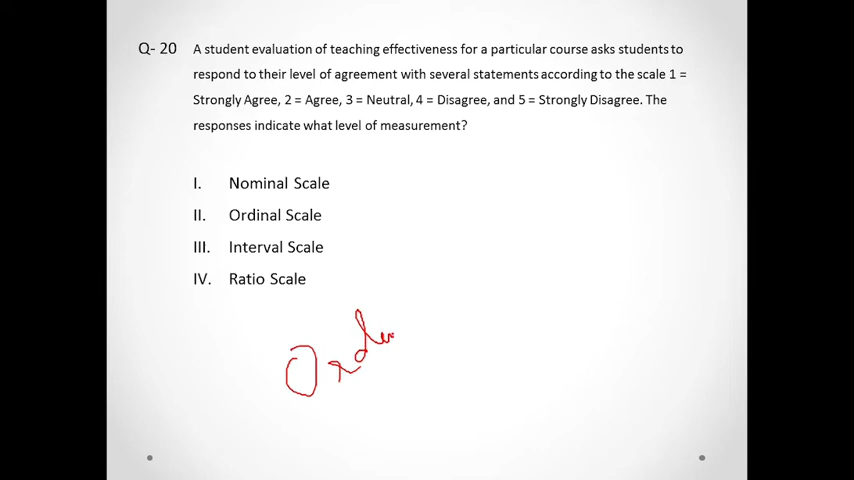 Q- 20 A student evaluation of teaching effectiveness for a particular course asks students to
respond to their level of agreement with several statements according to the scale 1 =
Strongly Agree, 2 = Agree, 3 = Neutral, 4 = Disagree, and 5 = Strongly Disagree. The
responses indicate what level of measurement?
I. Nominal Scale
II. Ordinal Scale
III. Interval Scale
IV. Ratio Scale